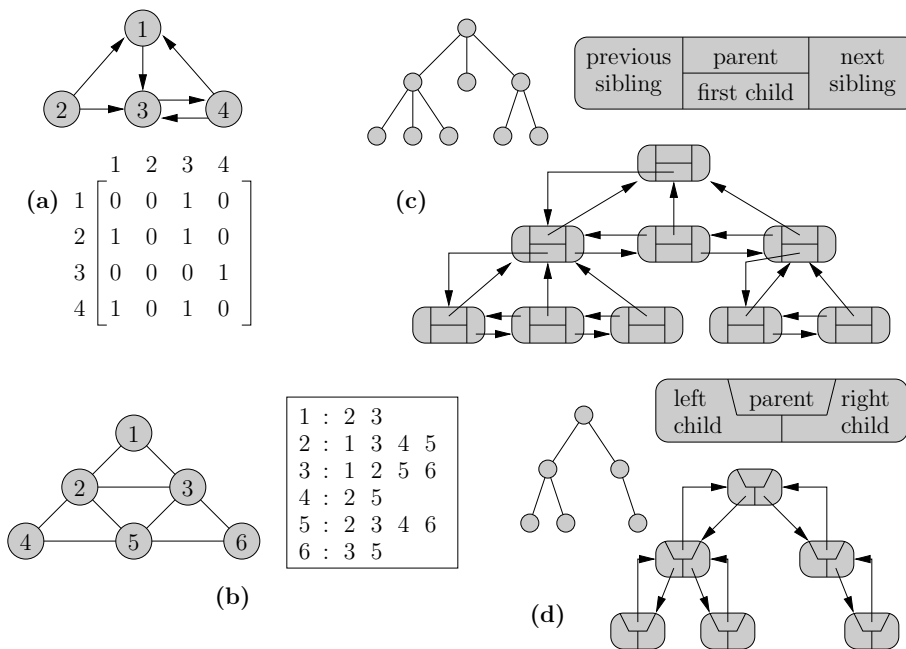 1
2 3 4
(a)
1 2 3 4
1 0 0 1 0
2 1 0 1 0
3 0 0 0 1
4 1 0 1 0
previous sibling
parent
first child
next sibling
(c)
1
2 3
4 5 6
1 : 2 3
2 : 1 3 4 5
3 : 1 2 5 6
4 : 2 5
5 : 2 3 4 6
6 : 3 5
(b)
left child
parent
right child
(d)